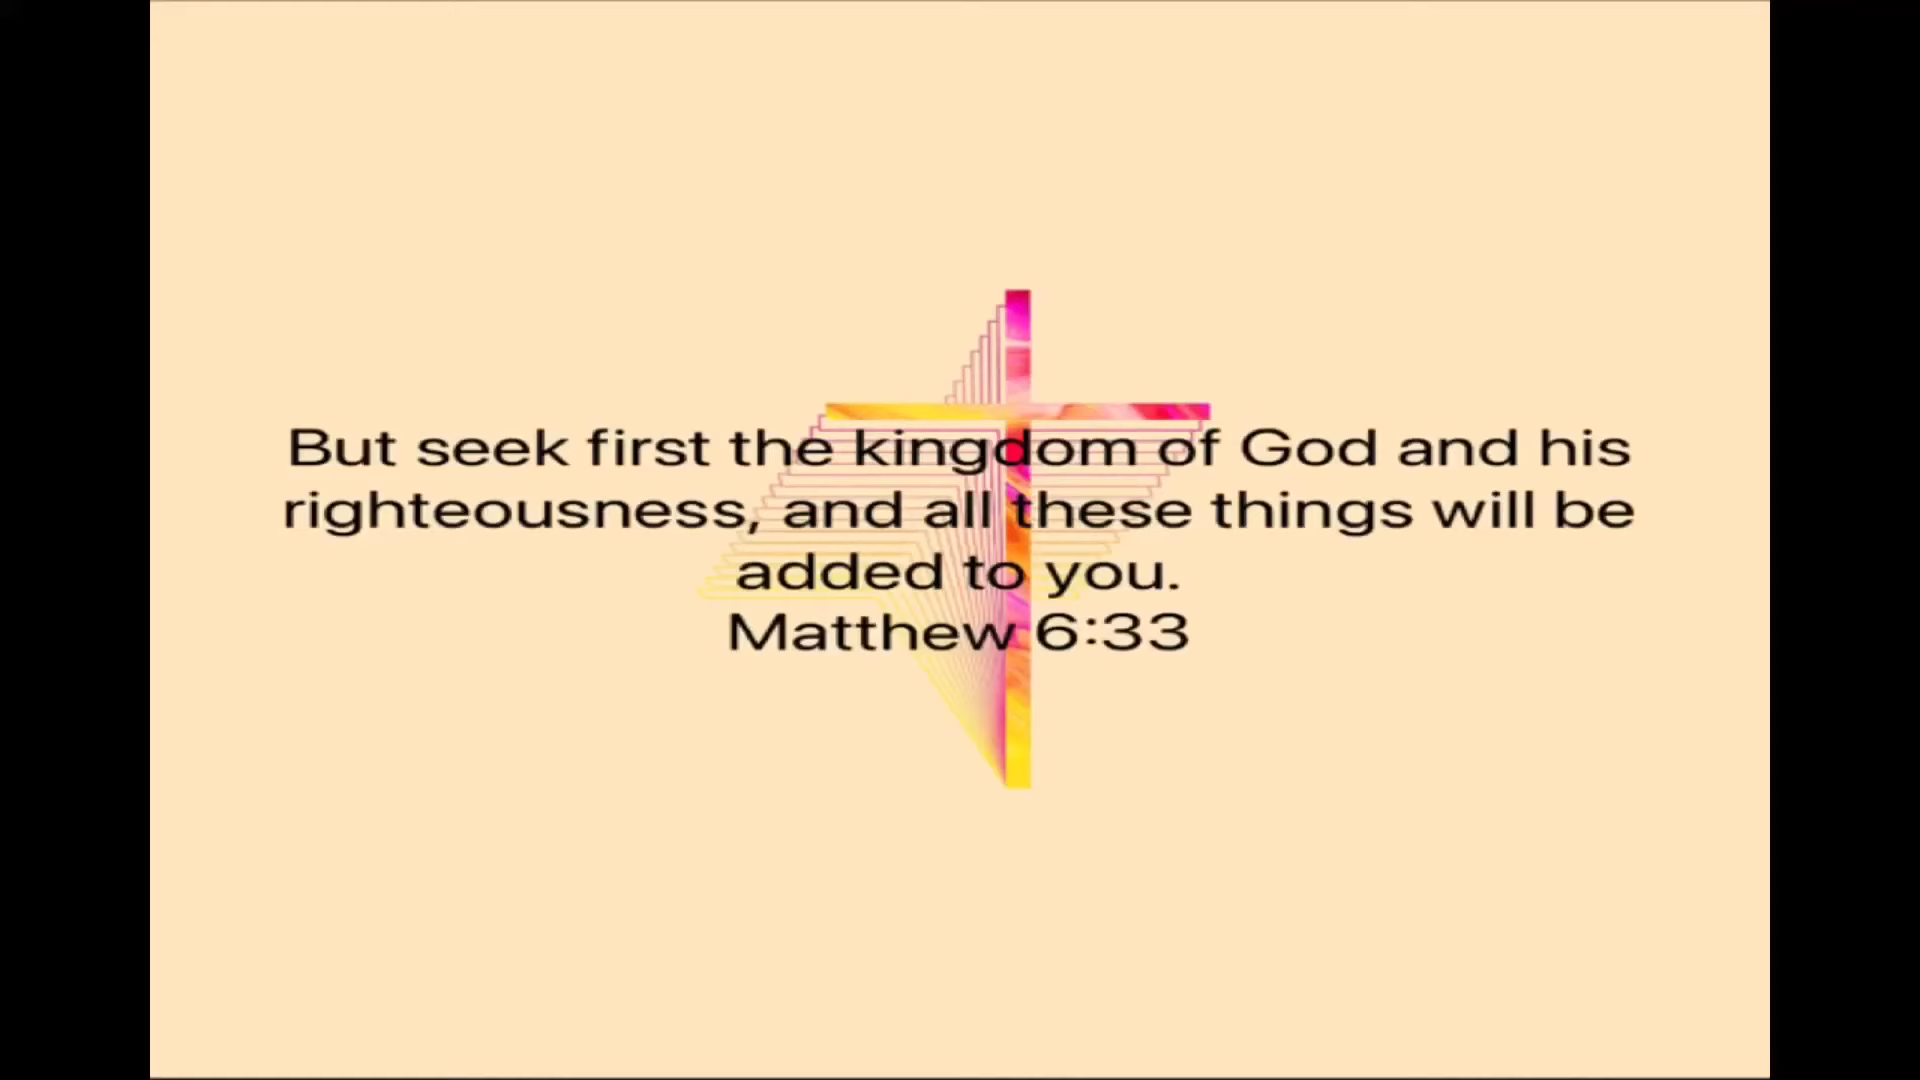 But seek first the kingdom of God and his
righteousness, and all these things will be
added to you.
Matthew 6:33